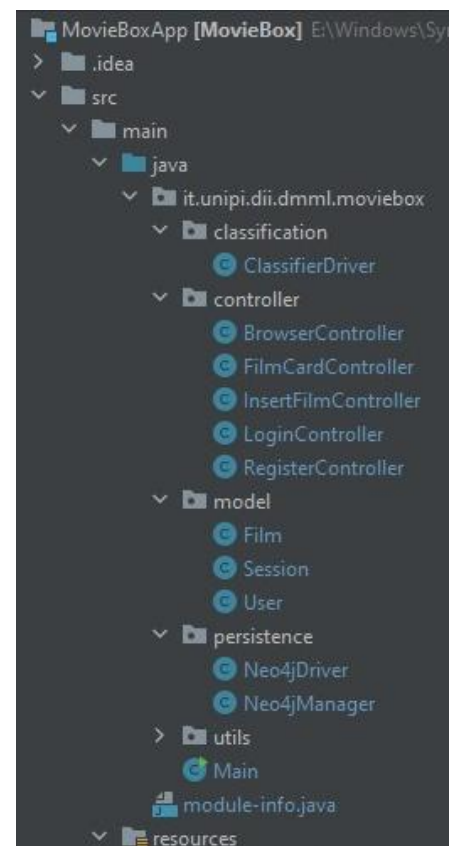 MovieBoxApp [MovieBox] E:\Windows\Syn
.idea
src
main
java
it.unipi.dii.dmml.moviebox
classification
ClassifierDriver
controller
BrowserController
FilmCardController
InsertFilmController
LoginController
RegisterController
model
Film
Session
User
persistence
Neo4jDriver
Neo4jManager
utils
Main
module-info.java
resources